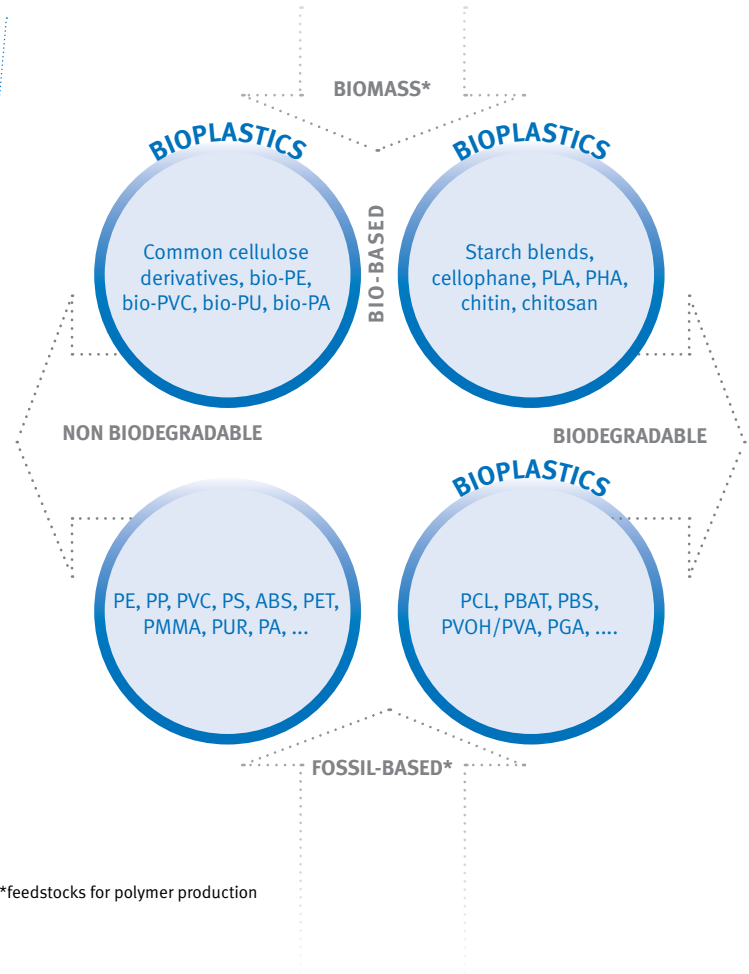 BIOMASS*
BIOPLASTICS
Common cellulose
derivatives, bio-PE,
bio-PVC, bio-PU, bio-PA
BIO-BASED
BIOPLASTICS
Starch blends,
cellophane, PLA, PHA,
chitin, chitosan
NON BIODEGRADABLE
BIODEGRADABLE
PE, PP, PVC, PS, ABS, PET,
PMMA, PUR, PA, ...
BIOPLASTICS
PCL, PBAT, PBS,
PVOH/PVA, PGA, ....
FOSSIL-BASED*
*feedstocks for polymer production